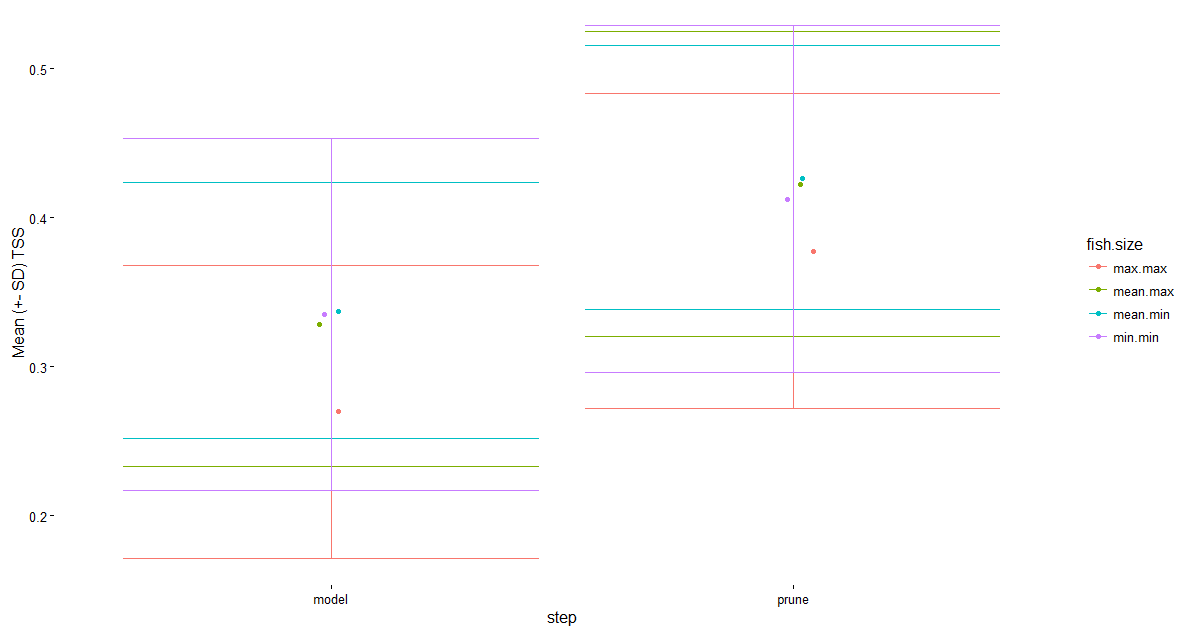 Mean (+- SD) TSS
0.5
0.4
0.3
0.2
model
prune
step
fish.size
max.max
mean.max
mean.min
min.min